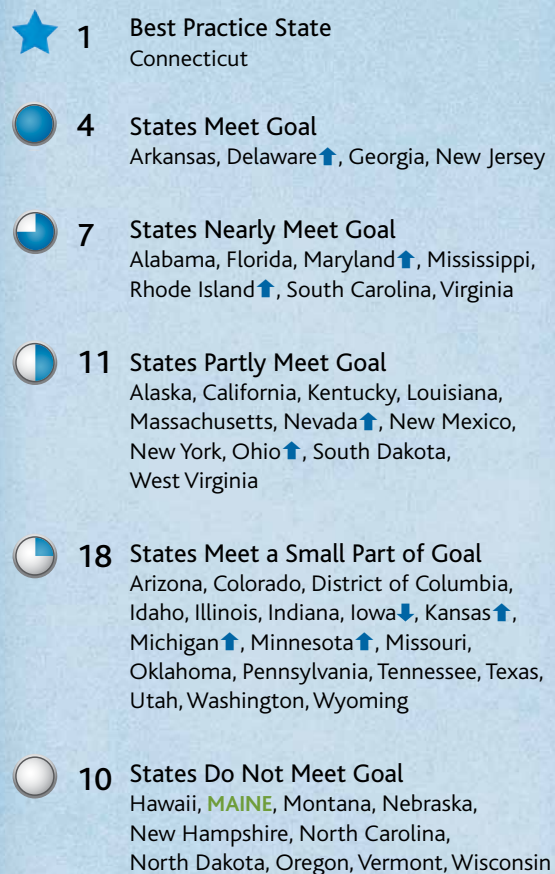 1 Best Practice State
Connecticut
4 States Meet Goal
Arkansas, Delaware⬆, Georgia, New Jersey
7 States Nearly Meet Goal
Alabama, Florida, Maryland⬆, Mississippi,
Rhode Island⬆, South Carolina, Virginia
11 States Partly Meet Goal
Alaska, California, Kentucky, Louisiana,
Massachusetts, Nevada⬆, New Mexico,
New York, Ohio⬆, South Dakota,
West Virginia
18 States Meet a Small Part of Goal
Arizona, Colorado, District of Columbia,
Idaho, Illinois, Indiana, Iowa⬇, Kansas⬆,
Michigan⬆, Minnesota⬆, Missouri,
Oklahoma, Pennsylvania, Tennessee, Texas,
Utah, Washington, Wyoming
10 States Do Not Meet Goal
Hawaii, MAINE, Montana, Nebraska,
New Hampshire, North Carolina,
North Dakota, Oregon, Vermont, Wisconsin